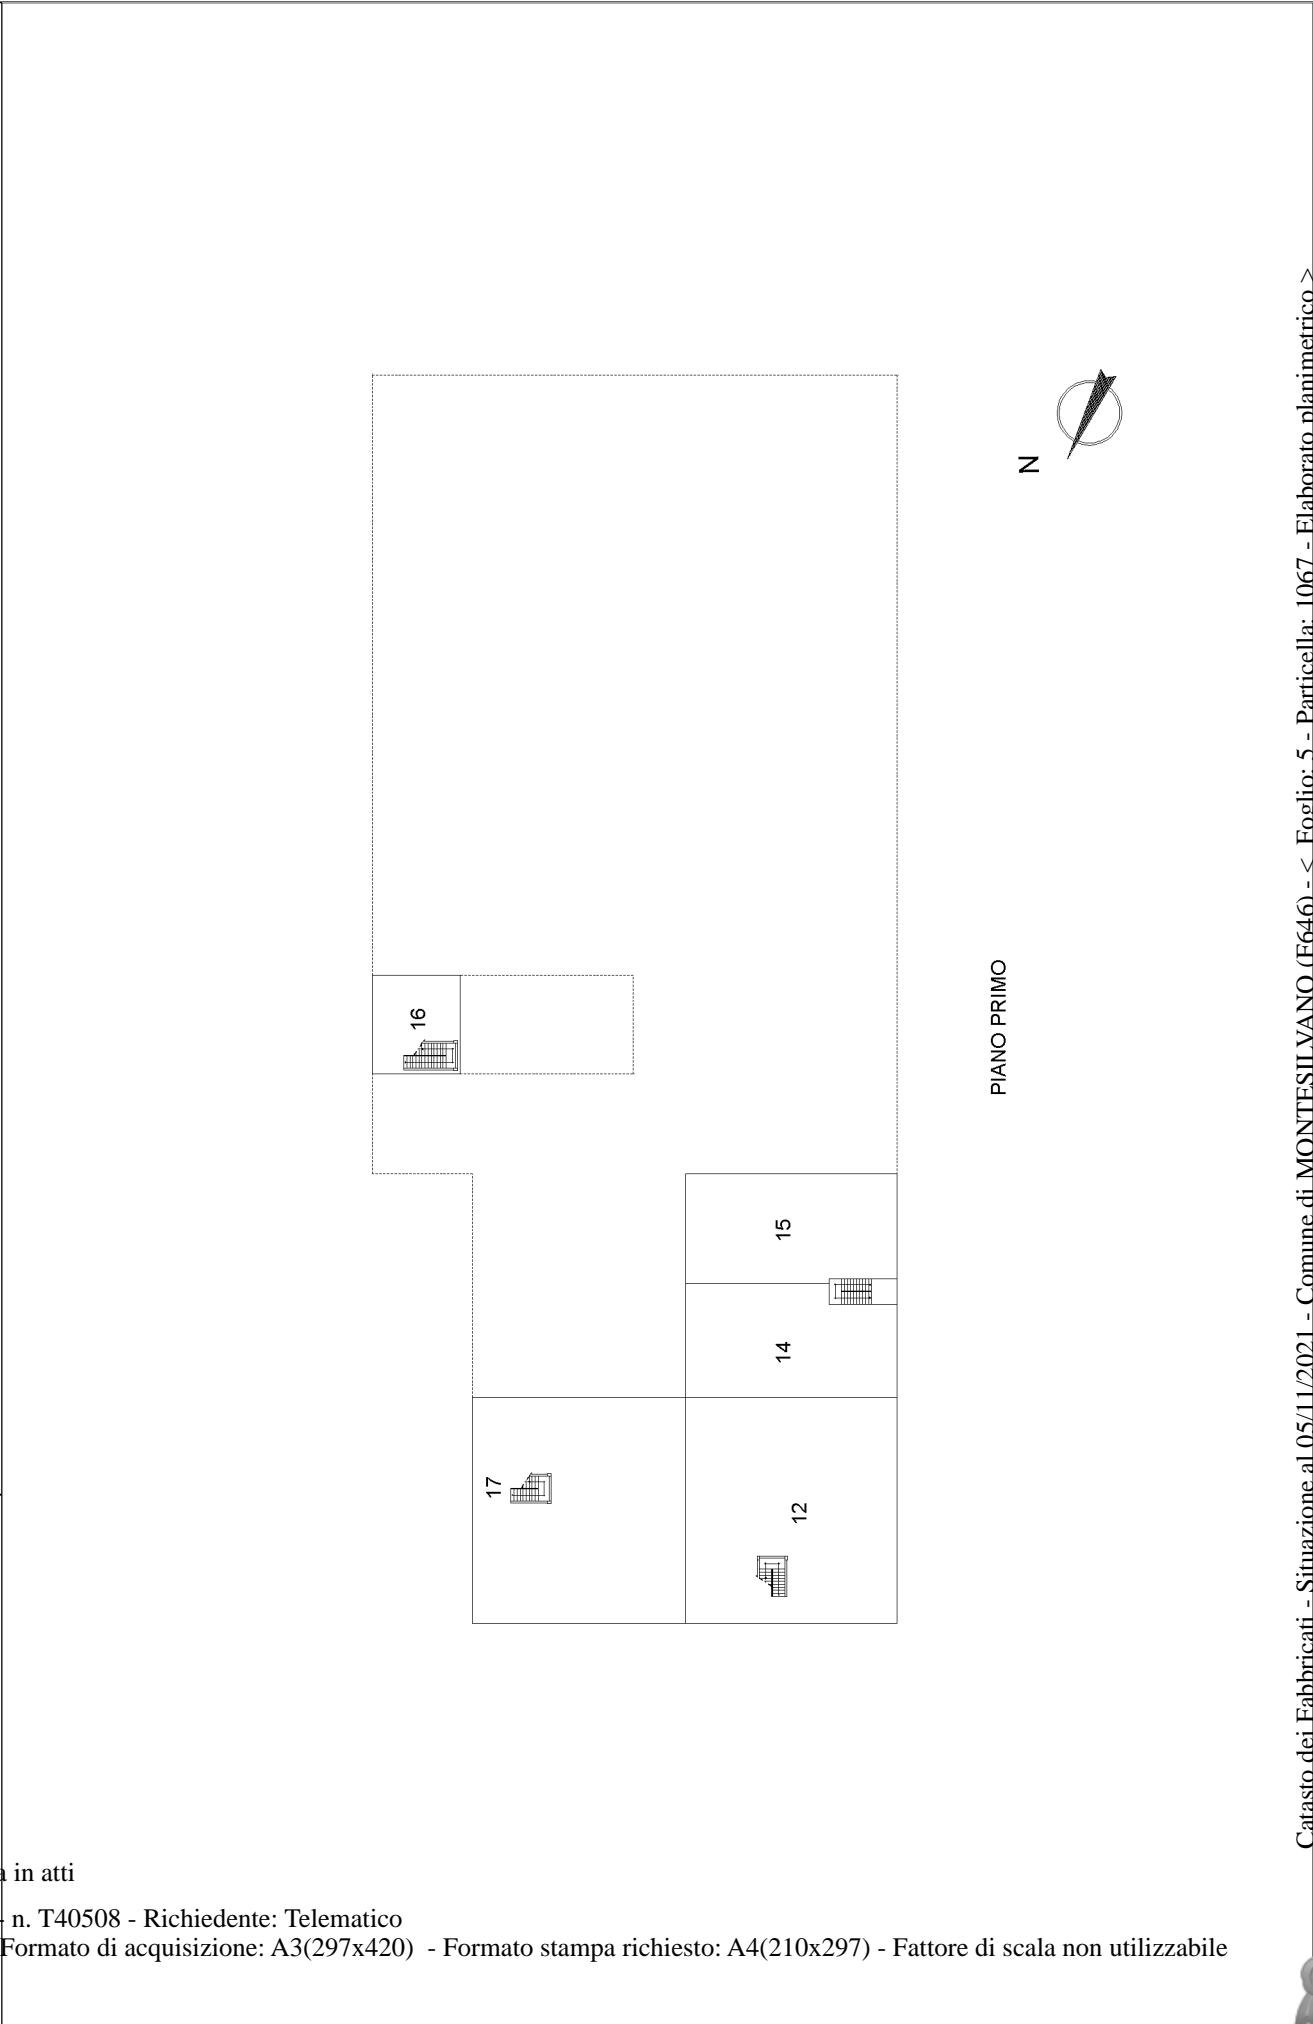 N
PIANO PRIMO
16
15
14
17
12
Catasto dei Fabbricati - Situazione al 05/11/2021 - Comune di MONTESILVANO (F646) - < Foglio: 5 - Particella: 1067 - Elaborato planimetrico >
in atti
- n. T40508 - Richiedente: Telematico
Formato di acquisizione: A3(297x420) - Formato stampa richiesto: A4(210x297) - Fattore di scala non utilizzabile